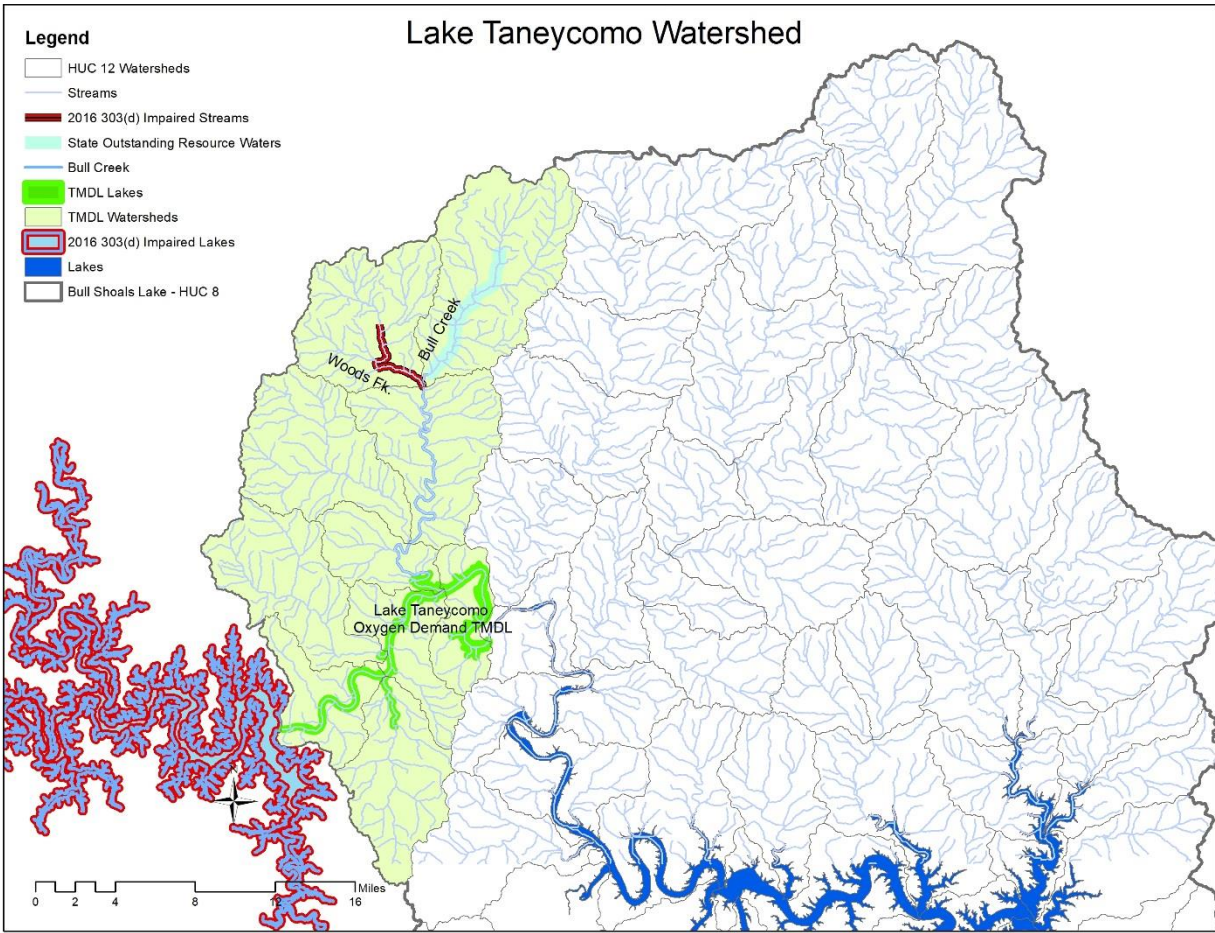 Lake Taneycomo Watershed
Legend
HUC 12 Watersheds
Streams
2016 303(d) Impaired Streams
State Outstanding Resource Waters
Bull Creek
TMDL Lakes
TMDL Watersheds
2016 303(d) Impaired Lakes
Lakes
Bull Shoals Lake - HUC 8
Bull Creek
Woods Fk.
Lake Taneycomo
Oxygen Demand TMDL
Miles
0 2 4 8 12 16